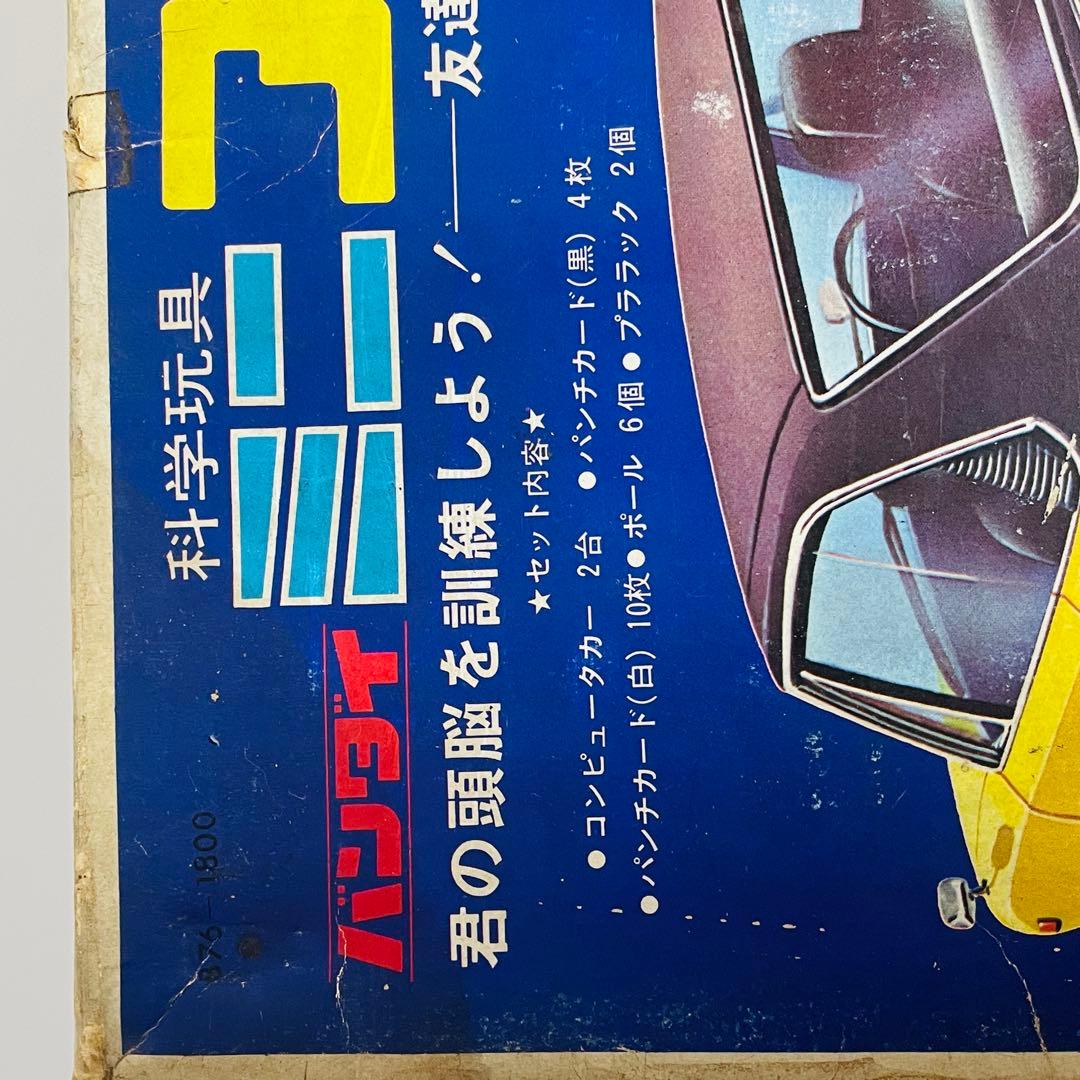 876-1800
科学玩具
バンダイ ミニコ
君の頭脳を訓練しよう!——友達
★セット内容★
●コンピュータカー 2台 ●パンチカード(黒) 4枚
●パンチカード(白) 10枚●ポール 6個●プララック 2個